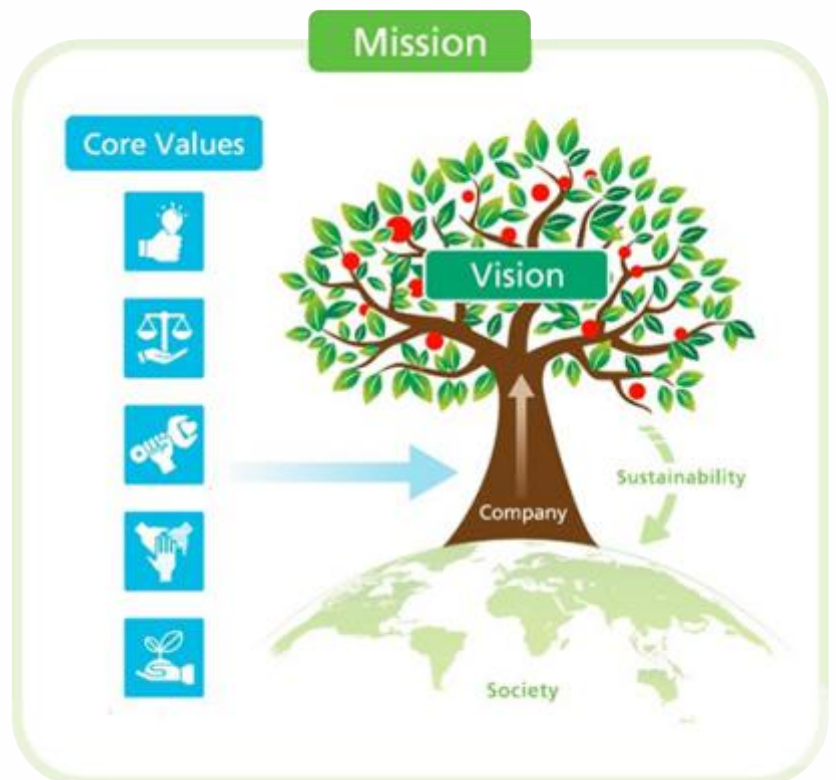 Mission
Core Values
Vision
Sustainability
Company
Society